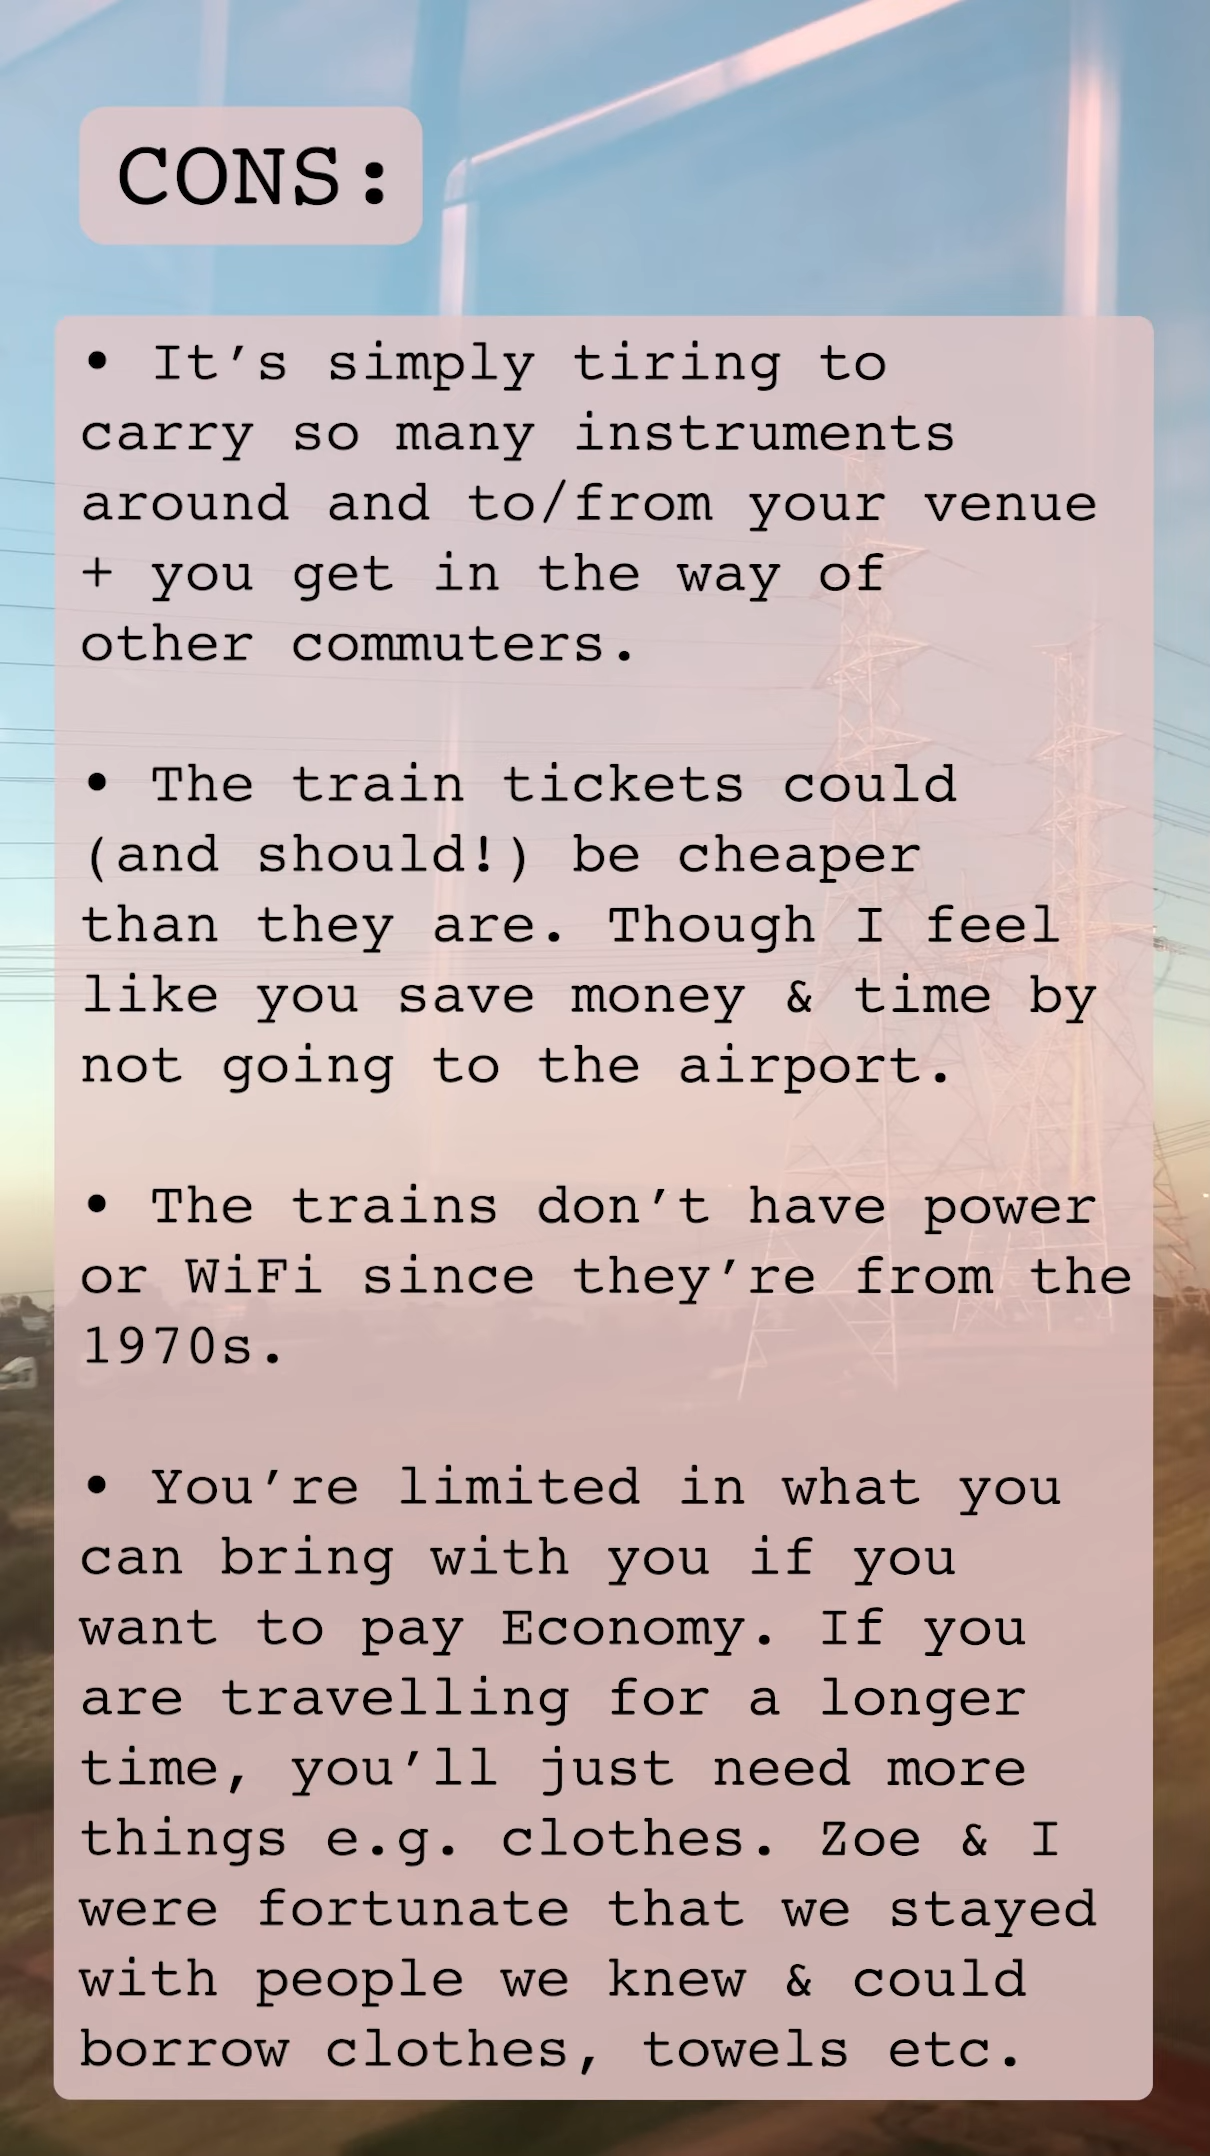 CONS:
• It’s simply tiring to
carry so many instruments
around and to/from your venue
+ you get in the way of
other commuters.
• The train tickets could
(and should!) be cheaper
than they are. Though I feel
like you save money & time by
not going to the airport.
• The trains don’t have power
or WiFi since they’re from the
1970s.
• You’re limited in what you
can bring with you if you
want to pay Economy. If you
are travelling for a longer
time, you’ll just need more
things e.g. clothes. Zoe & I
were fortunate that we stayed
with people we knew & could
borrow clothes, towels etc.